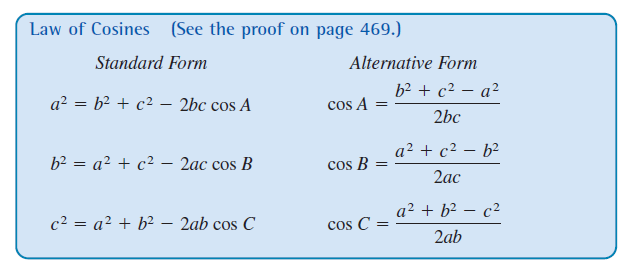 Law of Cosines (See the proof on page 469.)
Standard Form Alternative Form
a² = b² + c² − 2bc cos A cos A = (b² + c² − a²)/2bc
b² = a² + c² − 2ac cos B cos B = (a² + c² − b²)/2ac
c² = a² + b² − 2ab cos C cos C = (a² + b² − c²)/2ab